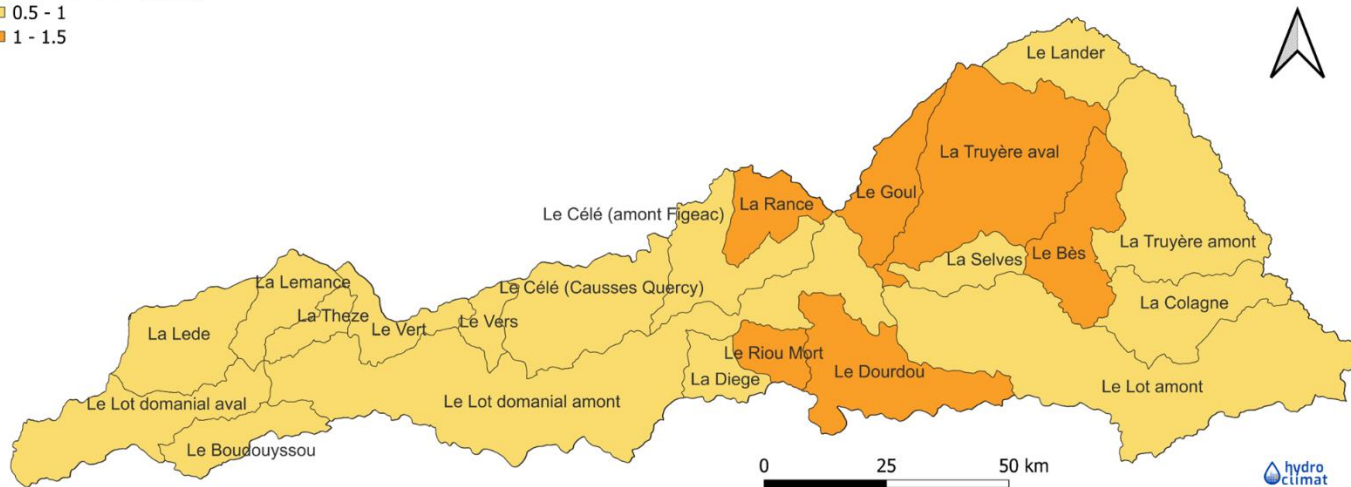 0.5 - 1
1 - 1.5
Le Lander
La Truyère aval
Le Goul
La Rance
Le Célé (amont Figeac)
La Truyère amont
Le Bès
La Selves
La Lemance
Le Célé (Causses Quercy)
La Colagne
La Theze
Le Vers
Le Vert
La Lede
Le Riou Mort
Le Dourdou
La Diege
Le Lot amont
Le Lot domanial aval
Le Lot domanial amont
Le Boudouyssou
0 25 50 km
hydro
climat